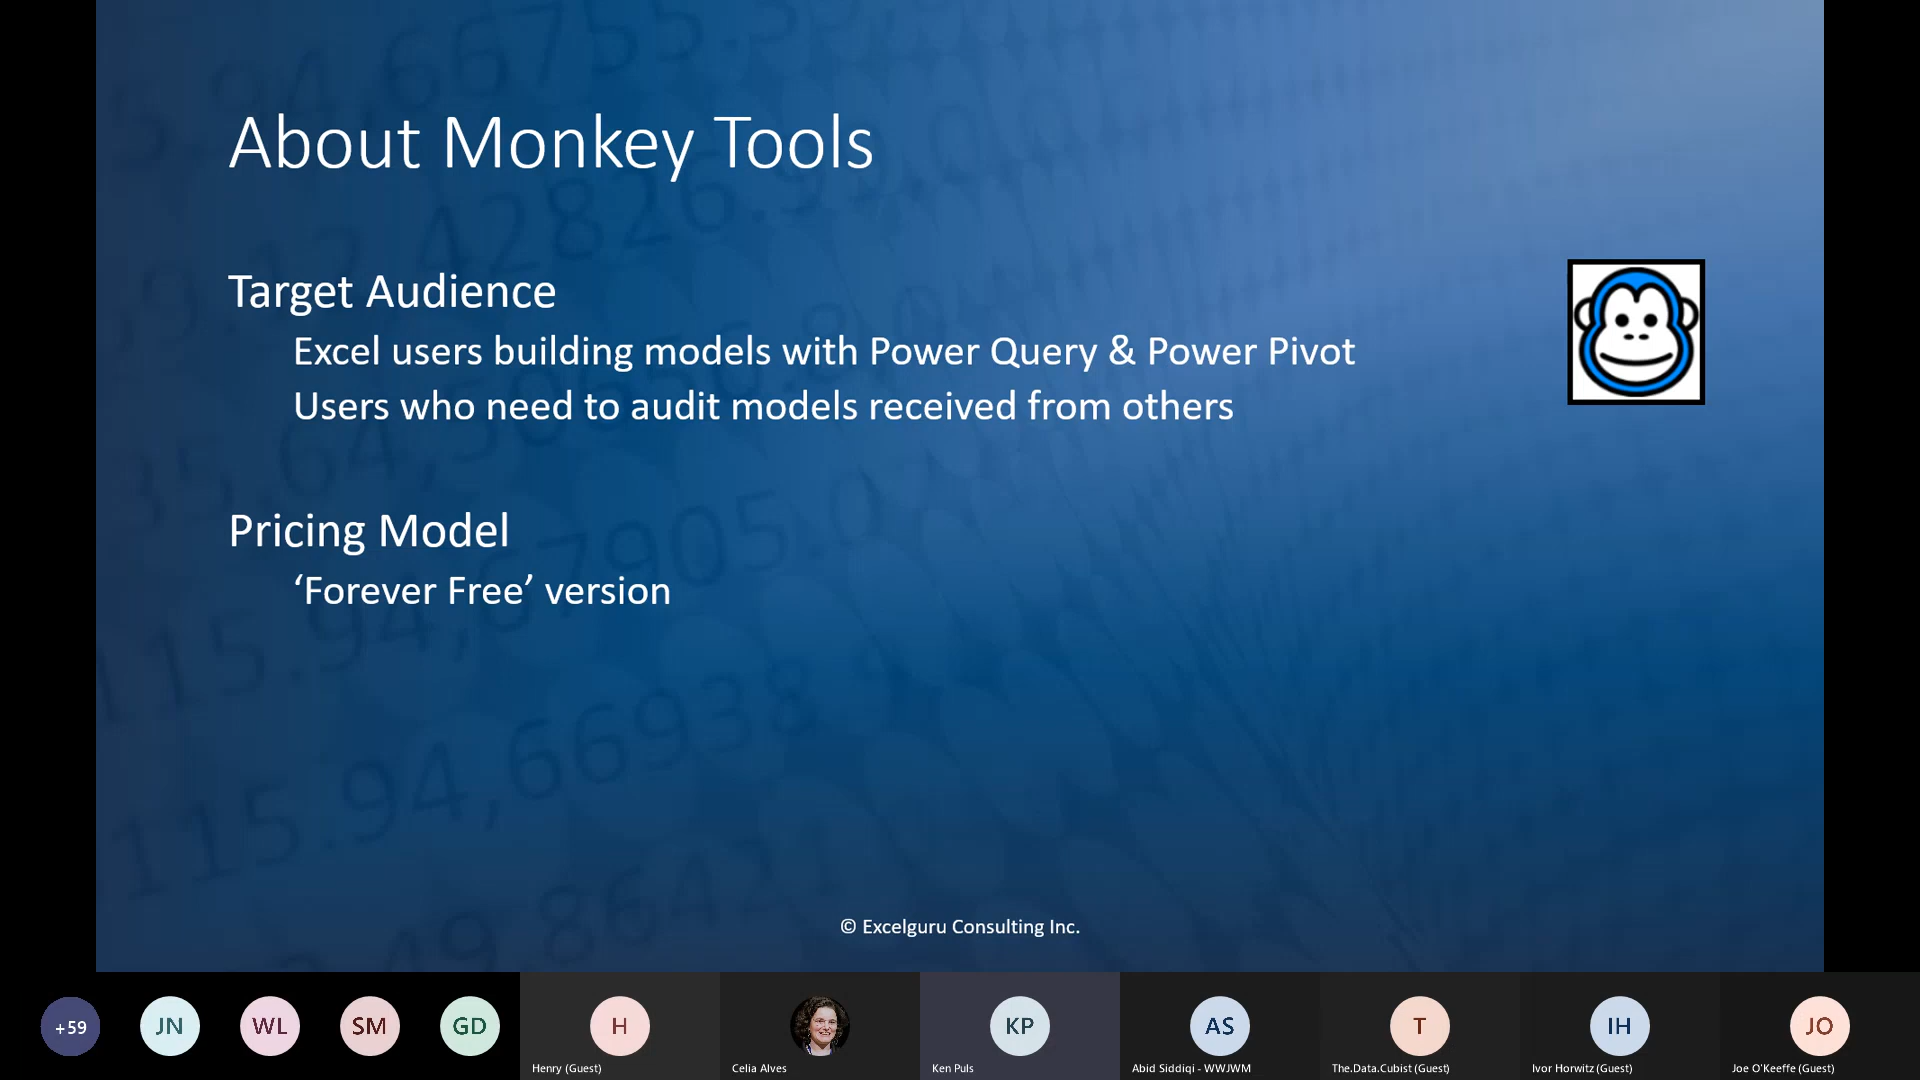 About Monkey Tools
Target Audience
Excel users building models with Power Query & Power Pivot
Users who need to audit models received from others
Pricing Model
‘Forever Free’ version
© Excelguru Consulting Inc.
+59
JN
WL
SM
GD
H
KP
AS
T
IH
JO
Henry (Guest)
Celia Alves
Ken Puls
Abid Siddiqi - WWJWM
The.Data.Cubist (Guest)
Ivor Horwitz (Guest)
Joe O'Keeffe (Guest)